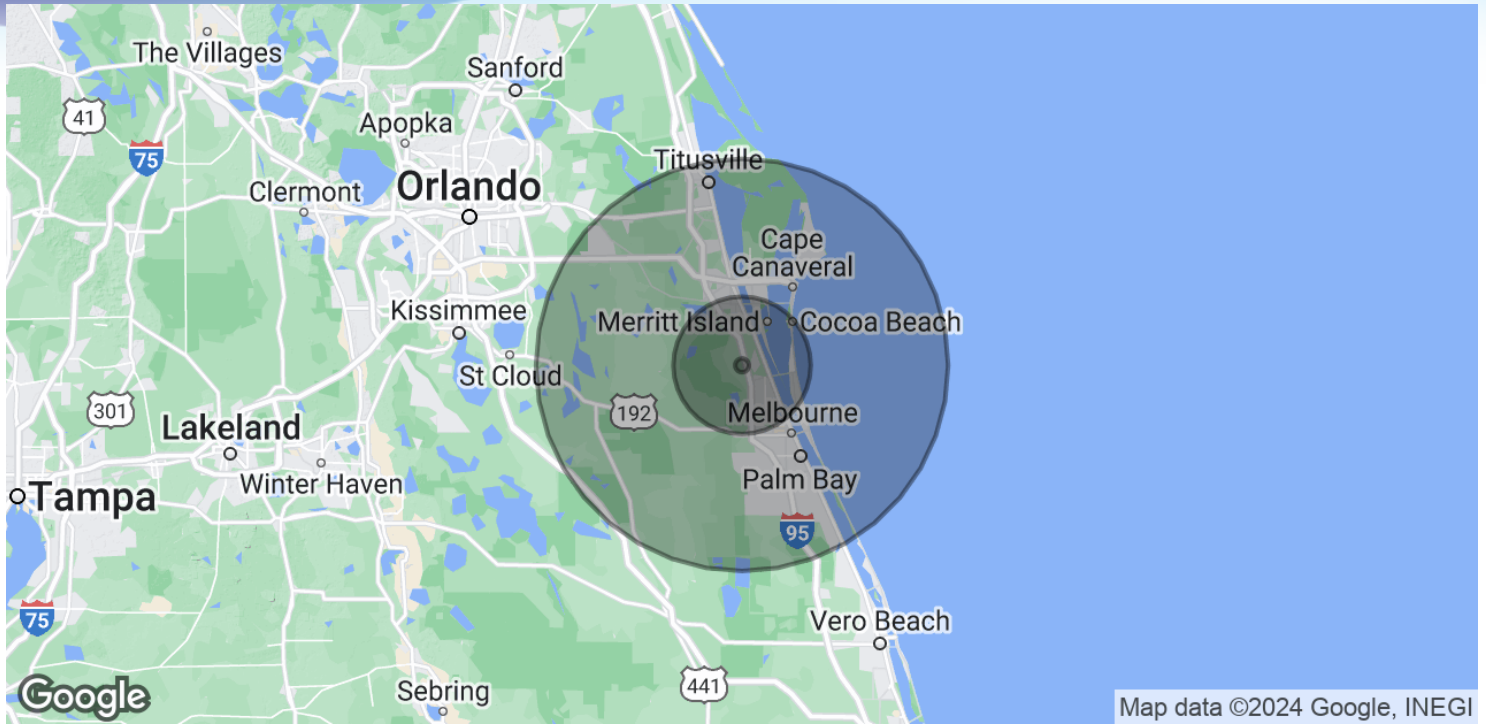 The Villages
Sanford
41
Apopka
75
Titusville
Clermont
Orlando
Cape
Canaveral
Kissimmee
Merritt Island
Cocoa Beach
St Cloud
301
192
Melbourne
Lakeland
Winter Haven
Palm Bay
Tampa
95
75
Vero Beach
441
Sebring
Google
Map data ©2024 Google, INEGI